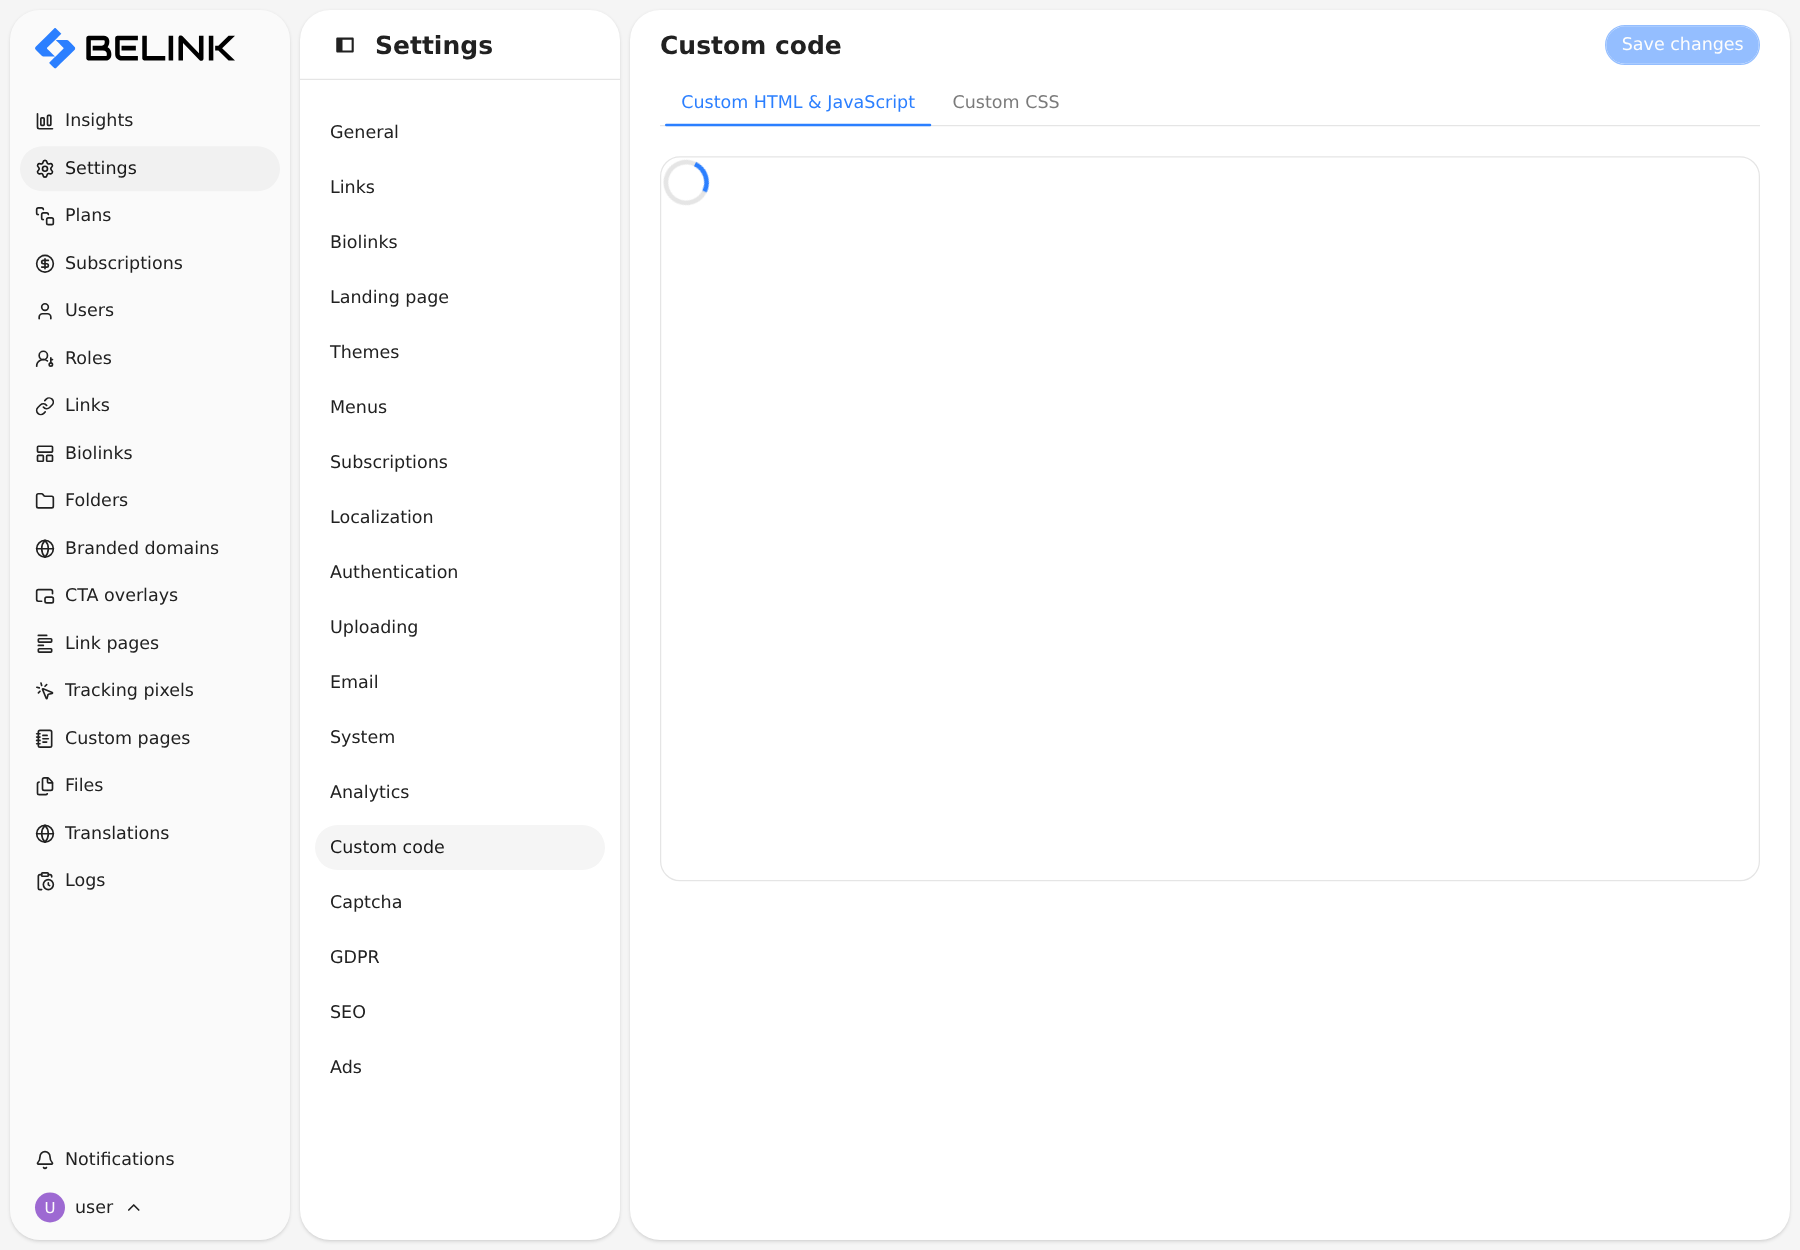 BELINK
Insights
Settings
Plans
Subscriptions
Users
Roles
Links
Biolinks
Folders
Branded domains
CTA overlays
Link pages
Tracking pixels
Custom pages
Files
Translations
Logs
Notifications
U user
Settings
General
Links
Biolinks
Landing page
Themes
Menus
Subscriptions
Localization
Authentication
Uploading
Email
System
Analytics
Custom code
Captcha
GDPR
SEO
Ads
Custom code
Save changes
Custom HTML & JavaScript
Custom CSS